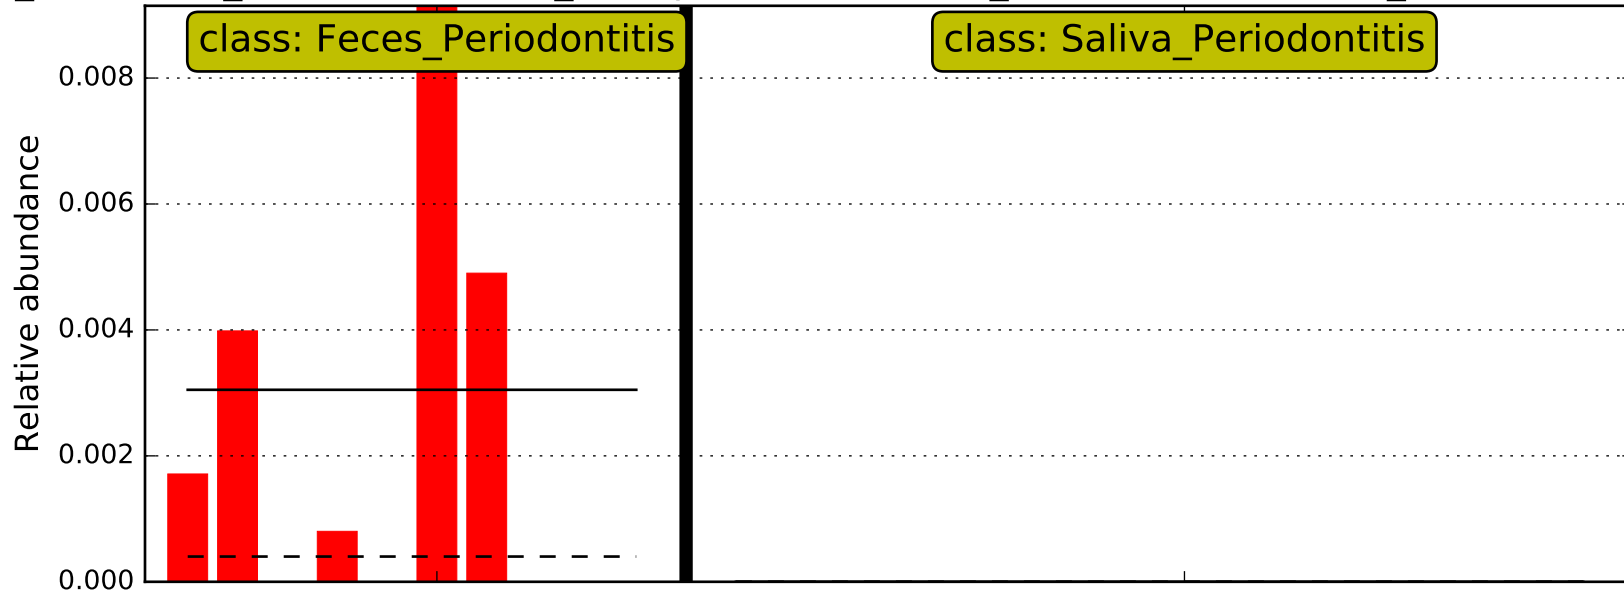 class: Feces_Periodontitis
class: Saliva_Periodontitis
0.008
0.006
0.004
0.002
0.000
Relative abundance